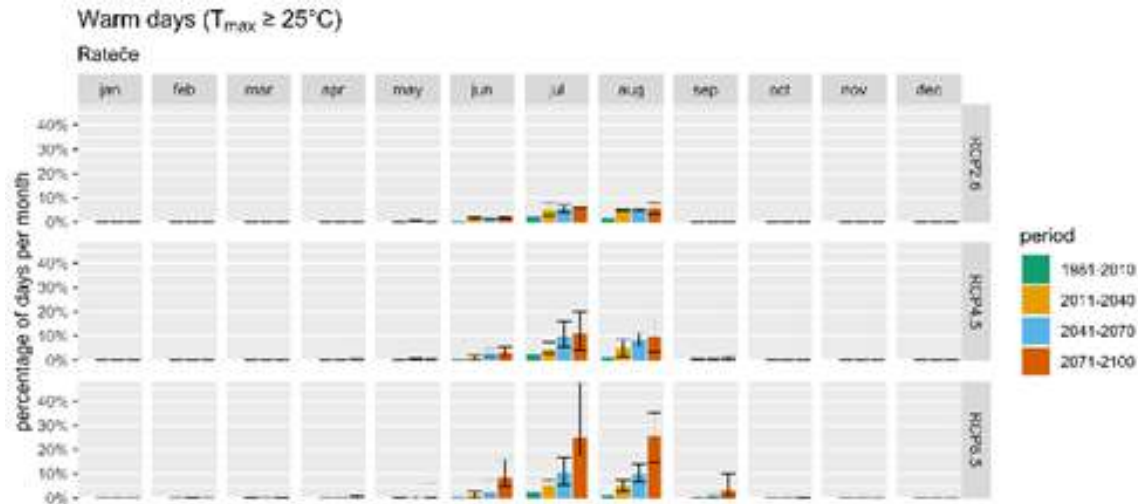 Warm days (Tmax ≥ 25°C)
Rateče
jan feb mar apr may jun jul aug sep oct nov dec
percentage of days per month
40%
30%
20%
10%
0%
RCP2.6
40%
30%
20%
10%
0%
RCP4.5
40%
30%
20%
10%
0%
RCP8.5
period
1981-2010
2011-2040
2041-2070
2071-2100